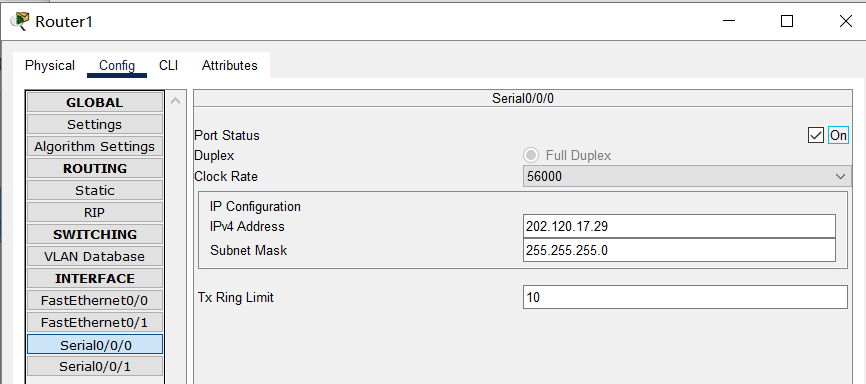 Router1
Physical Config CLI Attributes
GLOBAL
Settings
Algorithm Settings
ROUTING
Static
RIP
SWITCHING
VLAN Database
INTERFACE
FastEthernet0/0
FastEthernet0/1
Serial0/0/0
Serial0/0/1
Serial0/0/0
Port Status On
Duplex Full Duplex
Clock Rate 56000
IP Configuration
IPv4 Address 202.120.17.29
Subnet Mask 255.255.255.0
Tx Ring Limit 10